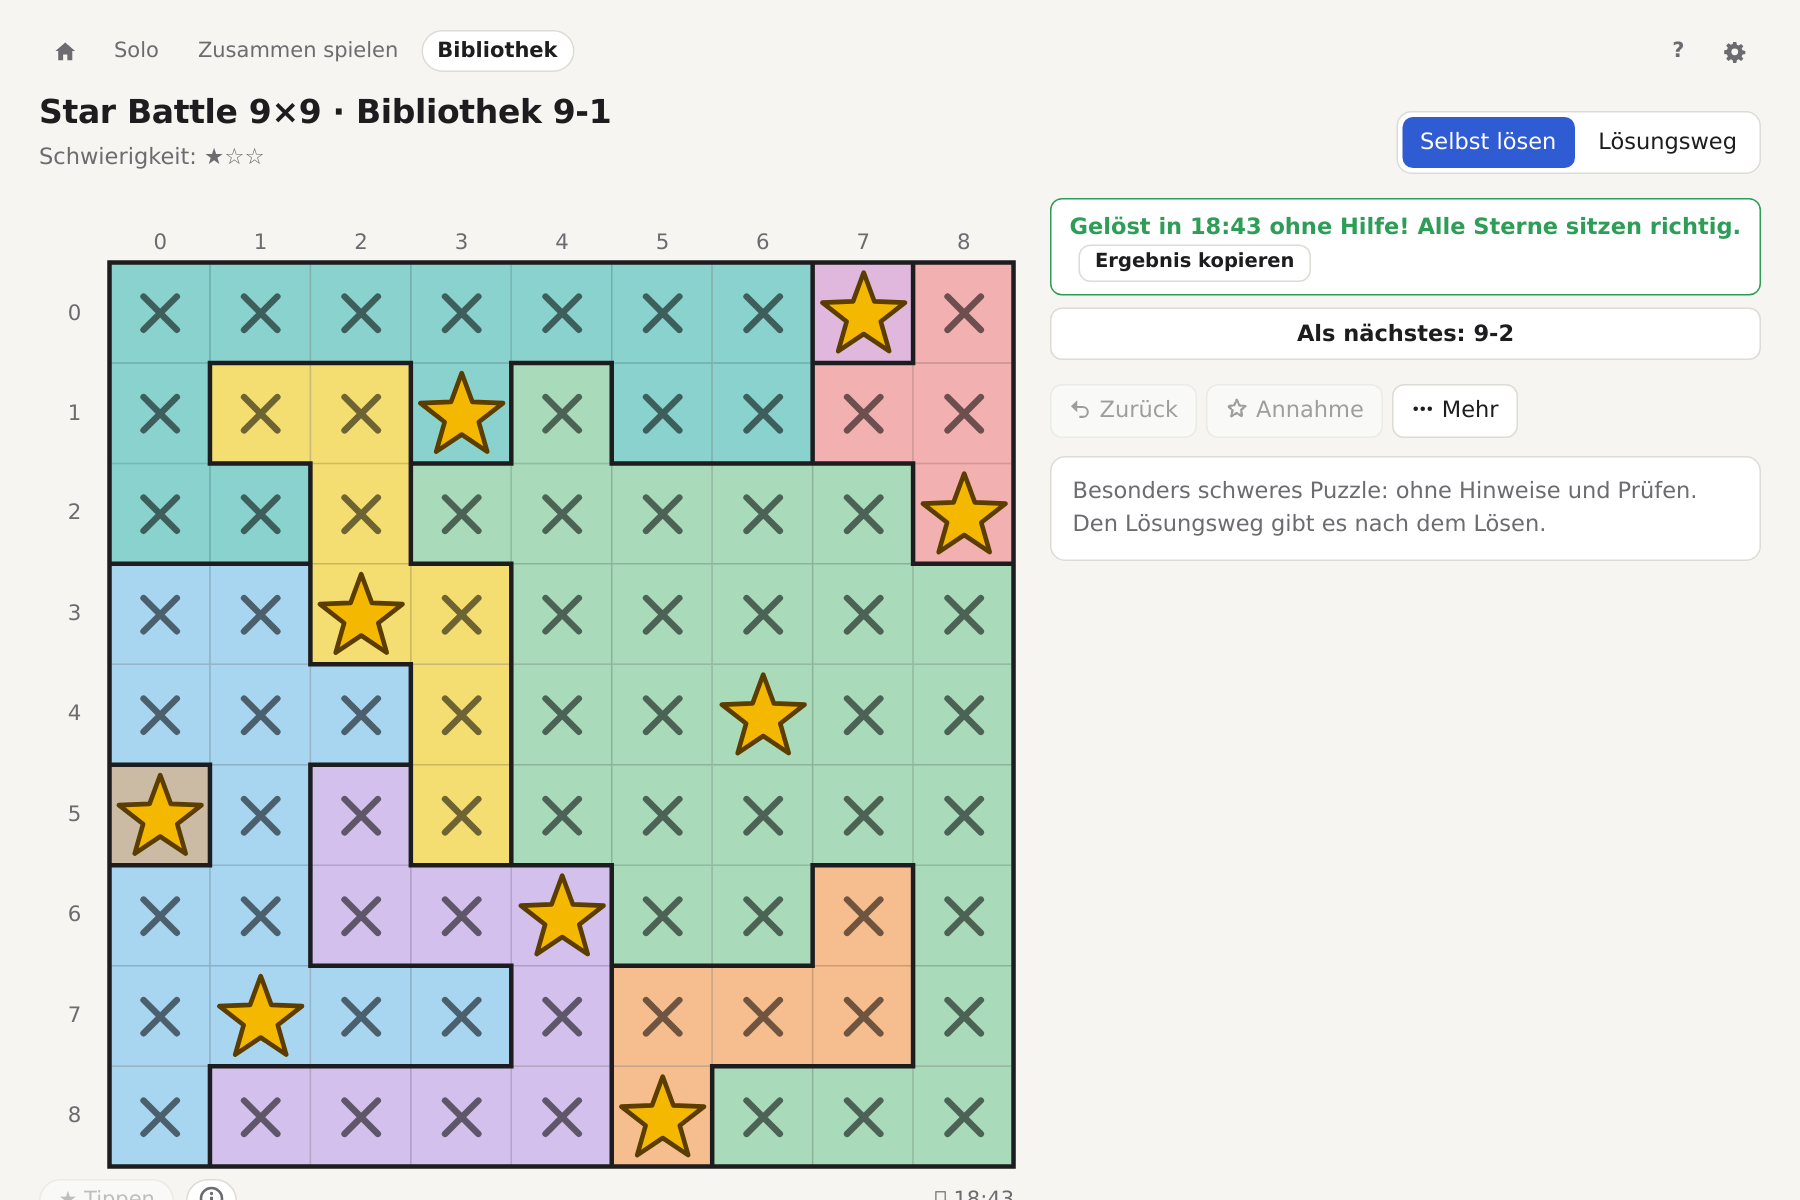 Solo Zusammen spielen Bibliothek ?
Star Battle 9×9 · Bibliothek 9-1
Schwierigkeit: ★☆☆
Selbst lösen Lösungsweg
0 1 2 3 4 5 6 7 8
0
1
2
3
4
5
6
7
8
Gelöst in 18:43 ohne Hilfe! Alle Sterne sitzen richtig.
Ergebnis kopieren
Als nächstes: 9-2
Zurück Annahme ··· Mehr
Besonders schweres Puzzle: ohne Hinweise und Prüfen.
Den Lösungsweg gibt es nach dem Lösen.
★ Tippen 18:43